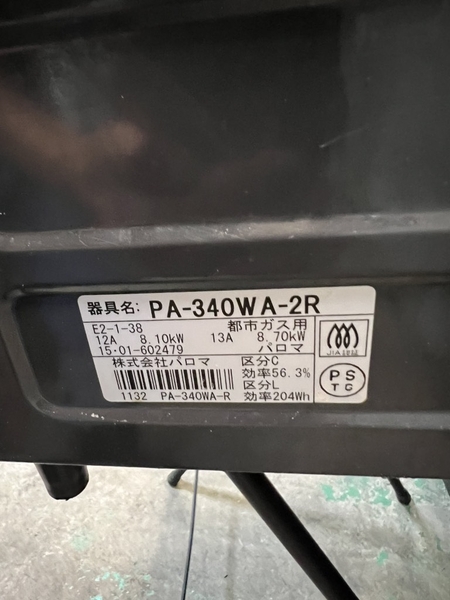 器具名: PA-340WA-2R
E2-1-38 都市ガス用
12A 8.10kW 13A 8.70kW
15・01-602479 パロマ
JIA認証
株式会社パロマ 区分C
効率56.3%
区分L
1132 PA-340WA-R 効率204Wh
PS
TG